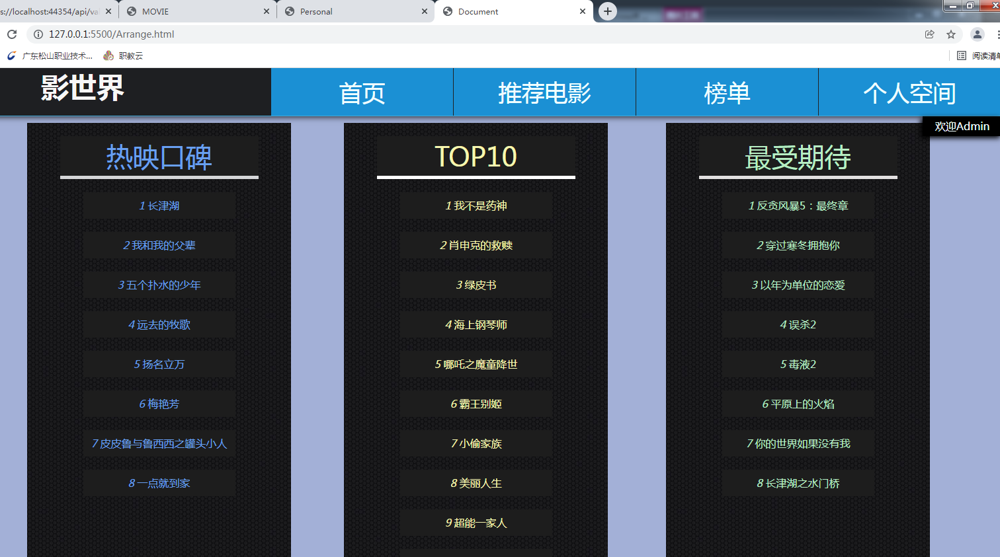 s://localhost:44354/api/val
MOVIE
Personal
Document
127.0.0.1:5500/Arrange.html
广东松山职业技术...
职教云
阅读清单
影世界
首页
推荐电影
榜单
个人空间
欢迎Admin
热映口碑
1 长津湖
2 我和我的父辈
3 五个扑水的少年
4 远去的牧歌
5 扬名立万
6 梅艳芳
7 皮皮鲁与鲁西西之罐头小人
8 一点就到家
TOP10
1 我不是药神
2 肖申克的救赎
3 绿皮书
4 海上钢琴师
5 哪吒之魔童降世
6 霸王别姬
7 小偷家族
8 美丽人生
9 超能一家人
最受期待
1 反贪风暴5：最终章
2 穿过寒冬拥抱你
3 以年为单位的恋爱
4 误杀2
5 毒液2
6 平原上的火焰
7 你的世界如果没有我
8 长津湖之水门桥